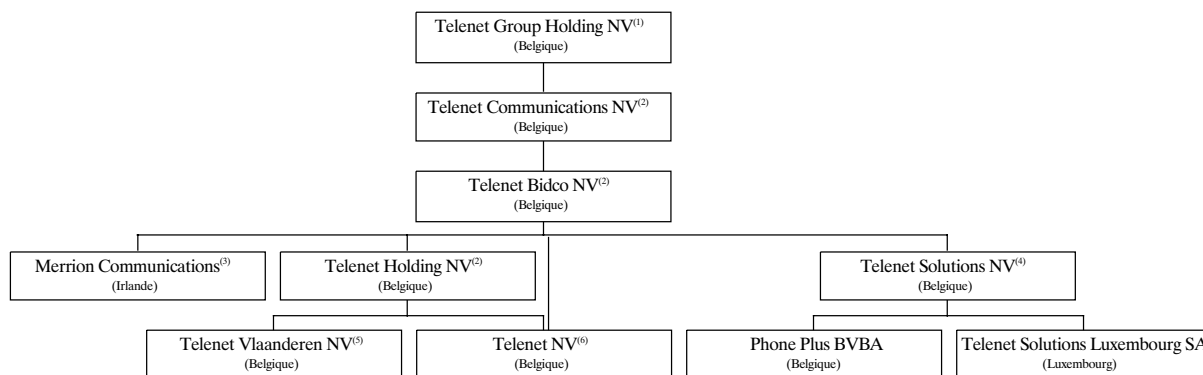 Telenet Group Holding NV(1)
(Belgique)
Telenet Communications NV(2)
(Belgique)
Telenet Bidco NV(2)
(Belgique)
Merrion Communications(3)
(Irlande)
Telenet Holding NV(2)
(Belgique)
Telenet Solutions NV(4)
(Belgique)
Telenet Vlaanderen NV(5)
(Belgique)
Telenet NV(6)
(Belgique)
Phone Plus BVBA
(Belgique)
Telenet Solutions Luxembourg SA
(Luxembourg)